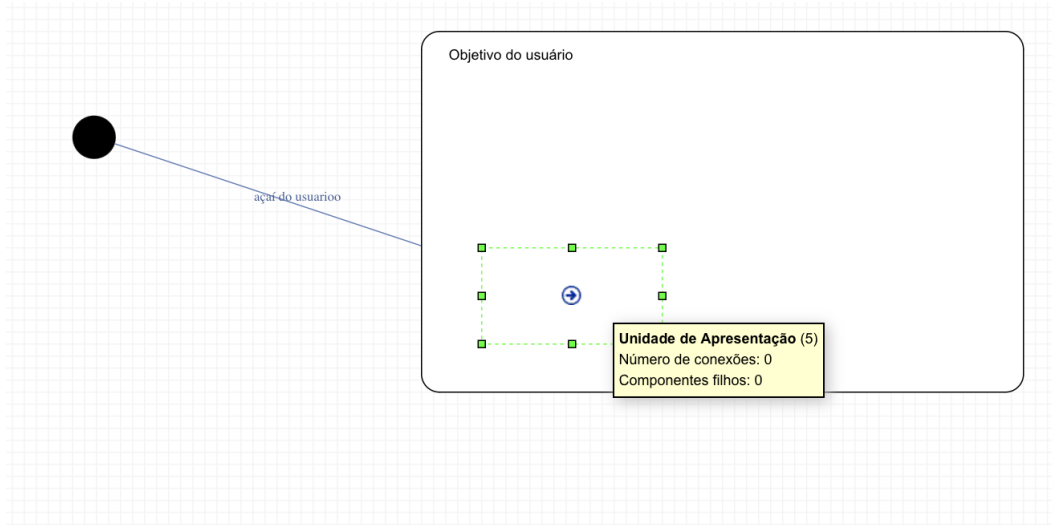 Objetivo do usuário
açaí do usuarioo
Unidade de Apresentação (5)
Número de conexões: 0
Componentes filhos: 0